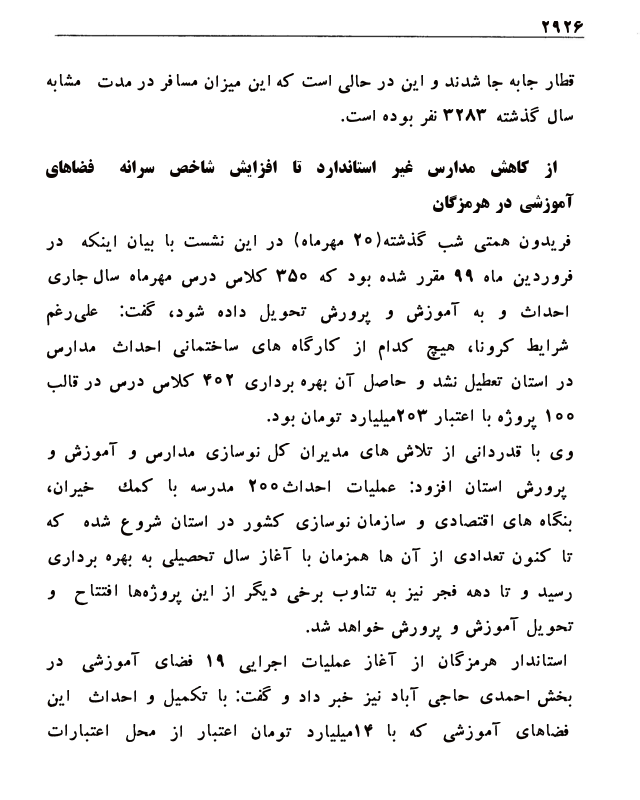 ۲۹۲۶
قطار جابه جا شدند و این در حالی است که این میزان مسافر در مدت مشابه
سال گذشته ۳۲۸۳ نفر بوده است.
از کاهش مدارس غیر استاندارد تا افزایش شاخص سرانه فضاهای
آموزشی در هرمزگان
فریدون همتی شب گذشته(۲۰ مهرماه) در این نشست با بیان اینکه در
فروردین ماه ۹۹ مقرر شده بود که ۳۵۰ کلاس درس مهرماه سال جاری
احداث و به آموزش و پرورش تحویل داده شود، گفت: علی‌رغم
شرایط کرونا، هیچ کدام از کارگاه های ساختمانی احداث مدارس
در استان تعطیل نشد و حاصل آن بهره برداری ۴۰۲ کلاس درس در قالب
۱۰۰ پروژه با اعتبار ۲۰۳میلیارد تومان بود.
وی با قدردانی از تلاش های مدیران کل نوسازی مدارس و آموزش و
پرورش استان افزود: عملیات احداث۲۰۰ مدرسه با کمك خیران،
بنگاه های اقتصادی و سازمان نوسازی کشور در استان شروع شده که
تا کنون تعدادی از آن ها همزمان با آغاز سال تحصیلی به بهره برداری
رسید و تا دهه فجر نیز به تناوب برخی دیگر از این پروژه‌ها افتتاح و
تحویل آموزش و پرورش خواهد شد.
استاندار هرمزگان از آغاز عملیات اجرایی ۱۹ فضای آموزشی در
بخش احمدی حاجی آباد نیز خبر داد و گفت: با تکمیل و احداث این
فضاهای آموزشی که با ۱۴میلیارد تومان اعتبار از محل اعتبارات